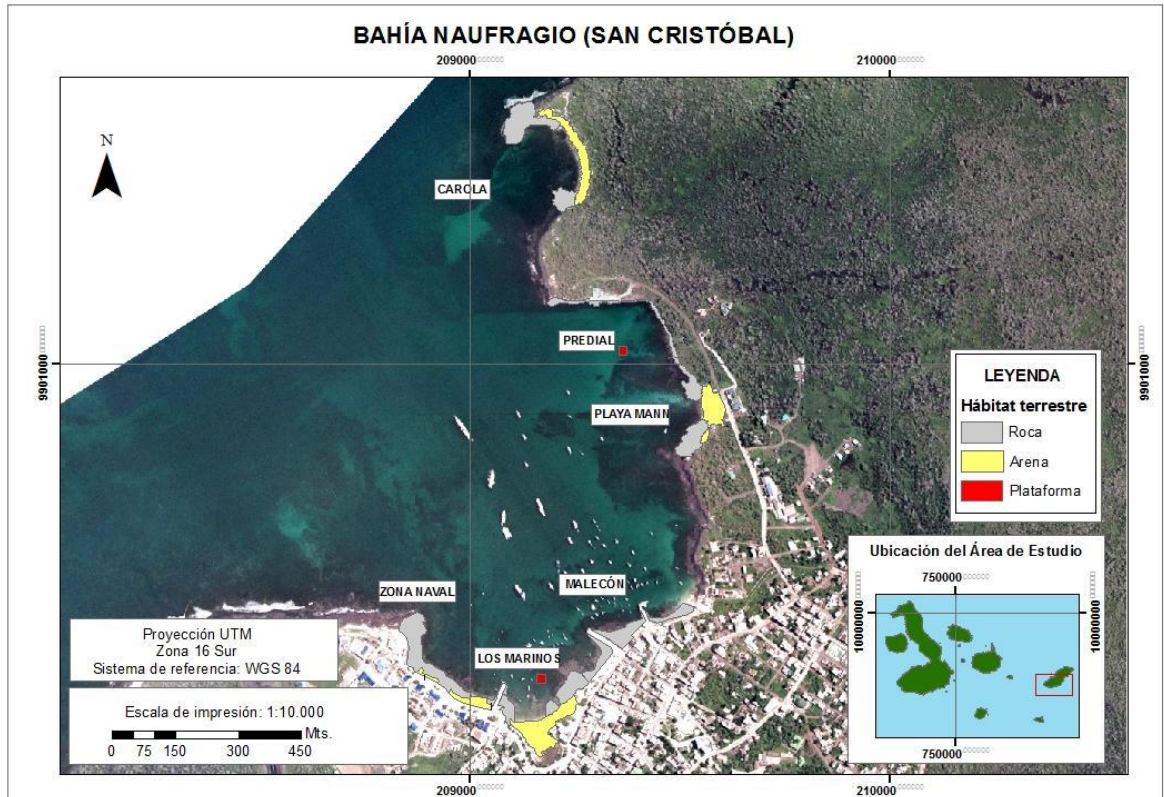 BAHÍA NAUFRAGIO (SAN CRISTÓBAL)
209000
210000
N
CAROLA
PREDIAL
9901000
9901000
PLAYA MANN
LEYENDA
Hábitat terrestre
Roca
Arena
Plataforma
Ubicación del Área de Estudio
750000
10000000
10000000
750000
MALECÓN
ZONA NAVAL
LOS MARINOS
Proyección UTM
Zona 16 Sur
Sistema de referencia: WGS 84
Escala de impresión: 1:10.000
Mts.
0 75 150 300 450
209000
210000